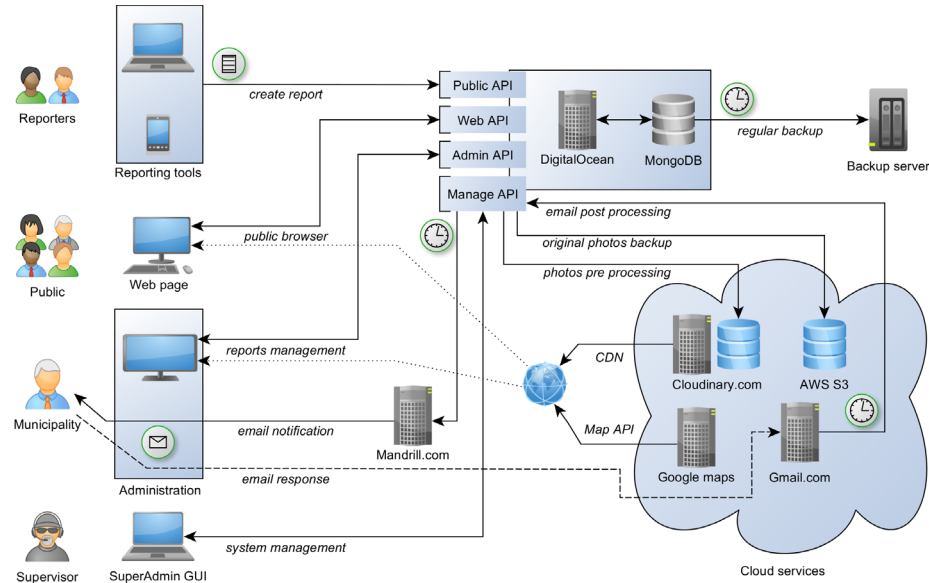 Reporters
Reporting tools
create report
Public API
Web API
Admin API
Manage API
DigitalOcean
MongoDB
regular backup
Backup server
Public
Web page
public browser
email post processing
original photos backup
photos pre processing
Municipality
Administration
reports management
email notification
email response
Mandrill.com
CDN
Map API
Cloudinary.com
AWS S3
Google maps
Gmail.com
Supervisor
SuperAdmin GUI
system management
Cloud services